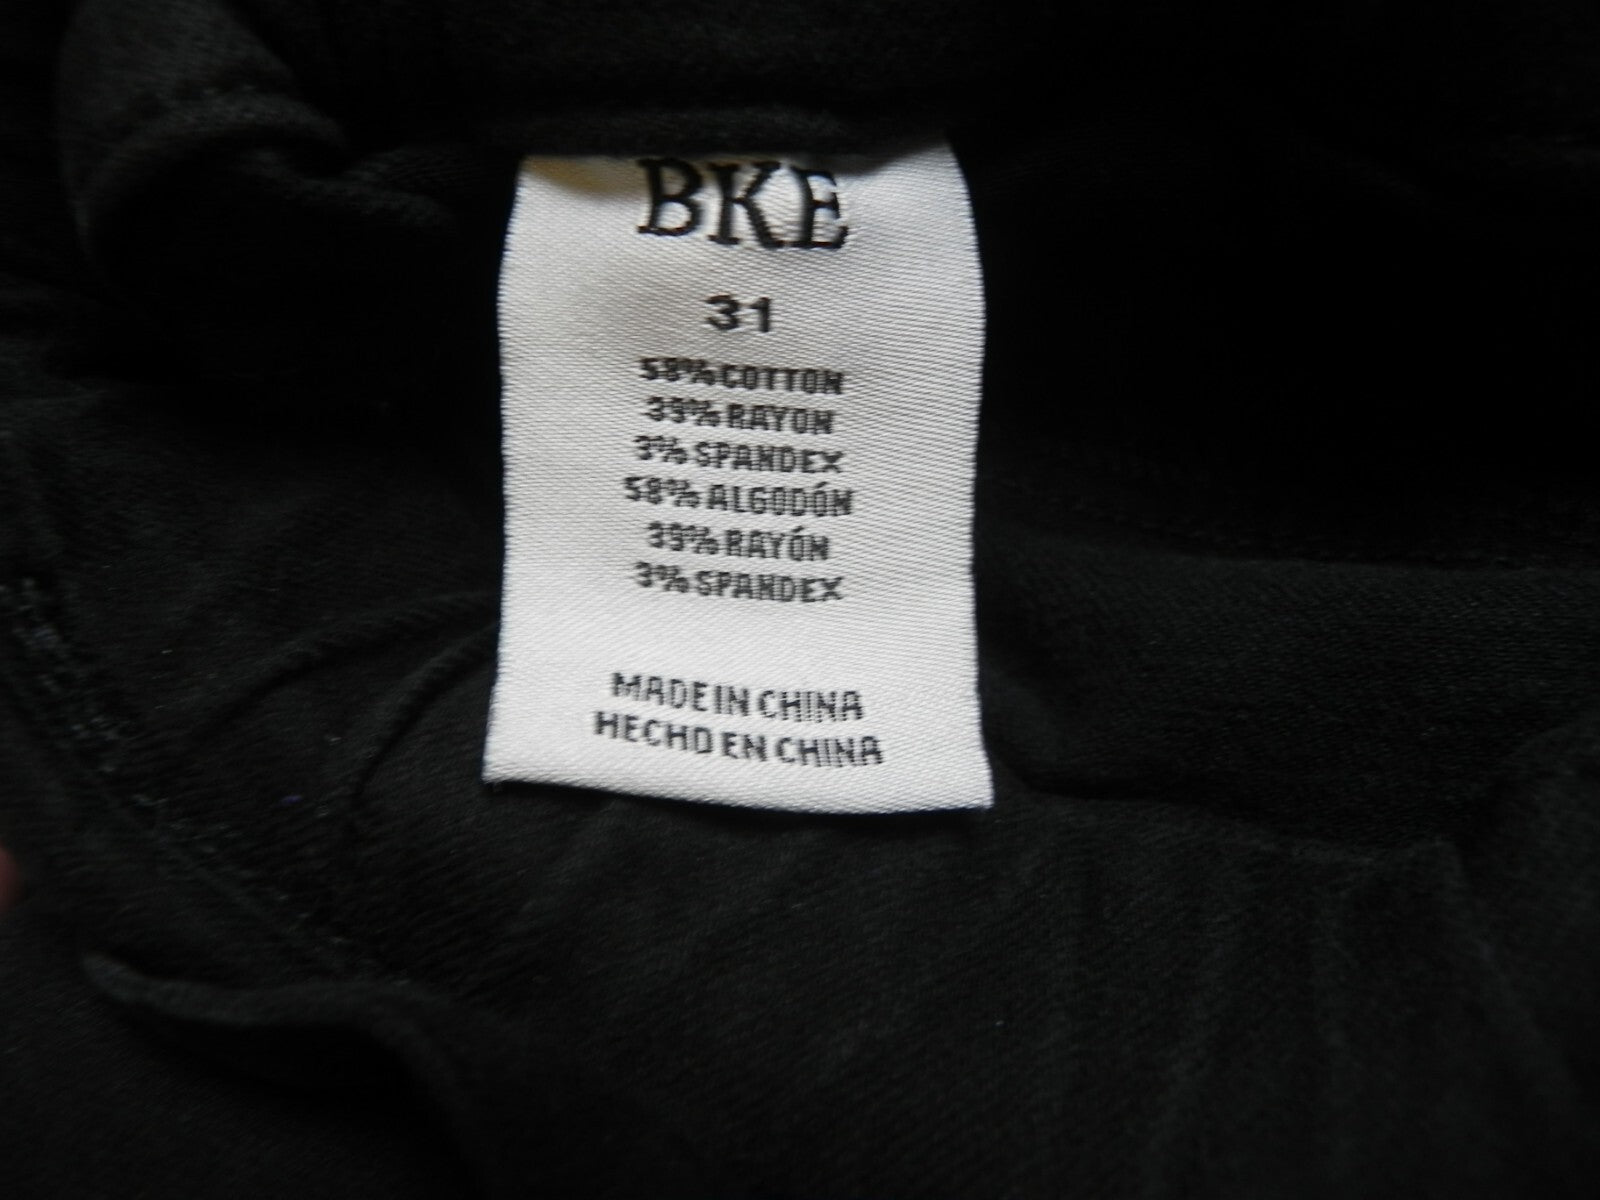 BKE
31
58% COTTON
39% RAYON
3% SPANDEX
58% ALGODÓN
39% RAYÓN
3% SPANDEX
MADE IN CHINA
HECHO EN CHINA